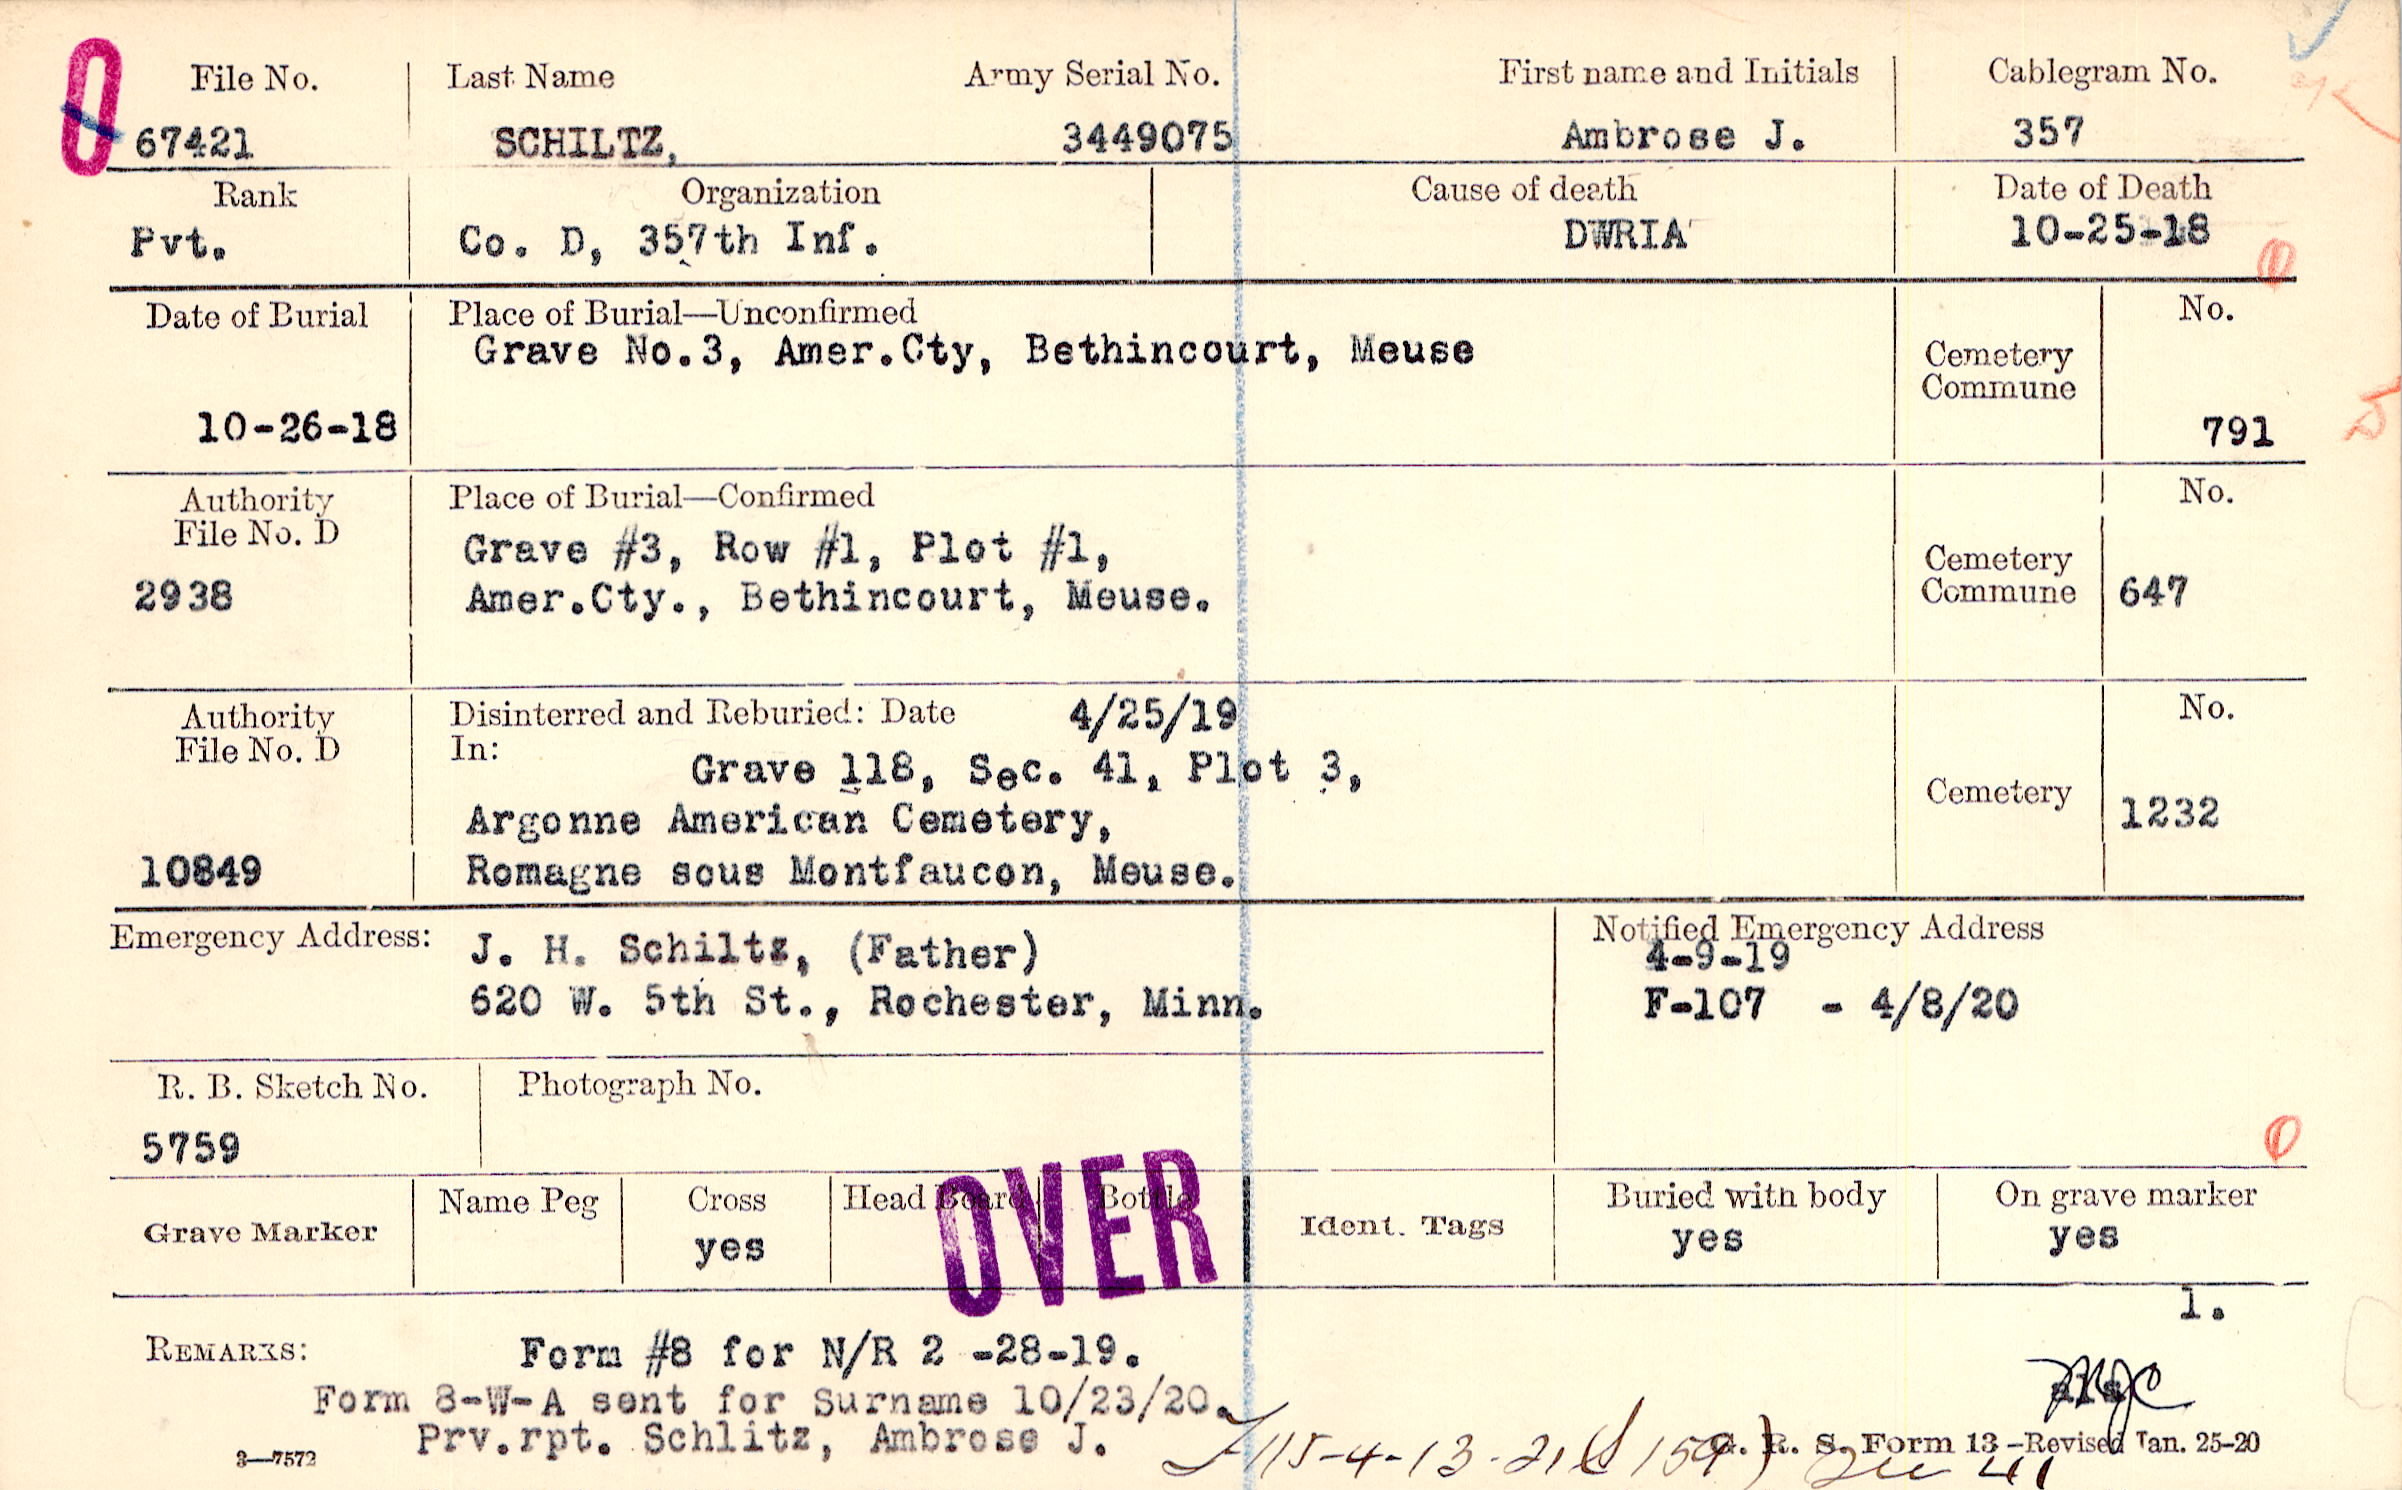 File No. Last Name Army Serial No. First name and Initials Cablegram No.
67421 SCHILTZ, 3449075 Ambrose J. 357
Rank Organization Cause of death Date of Death
Pvt. Co. D, 357th Inf. DWRIA 10-25-18
Date of Burial Place of Burial—Unconfirmed No.
Grave No.3, Amer.Cty, Bethincourt, Meuse
Cemetery
Commune
10-26-18 791
Authority Place of Burial—Confirmed No.
File No. D
Grave #3, Row #1, Plot #1,
Cemetery
2938 Amer.Cty., Bethincourt, Meuse. Commune 647
Authority Disinterred and Reburied: Date 4/25/19 No.
File No. D In:
Grave 118, Sec. 41, Plot 3,
Argonne American Cemetery, Cemetery 1232
10849 Romagne sous Montfaucon, Meuse.
Emergency Address: Notified Emergency Address
J. H. Schiltz, (Father) 4-9-19
620 W. 5th St., Rochester, Minn. F-107 - 4/8/20
R. B. Sketch No. Photograph No.
5759
OVER
Grave Marker Name Peg Cross Head Board Bottle Ident. Tags Buried with body On grave marker
yes yes yes
1.
REMARKS: Form #8 for N/R 2 -28-19.
Form 8-W-A sent for Surname 10/23/20.
Prv.rpt. Schlitz, Ambrose J.
3—7572 G. R. S. Form 13-Revised Jan. 25-20